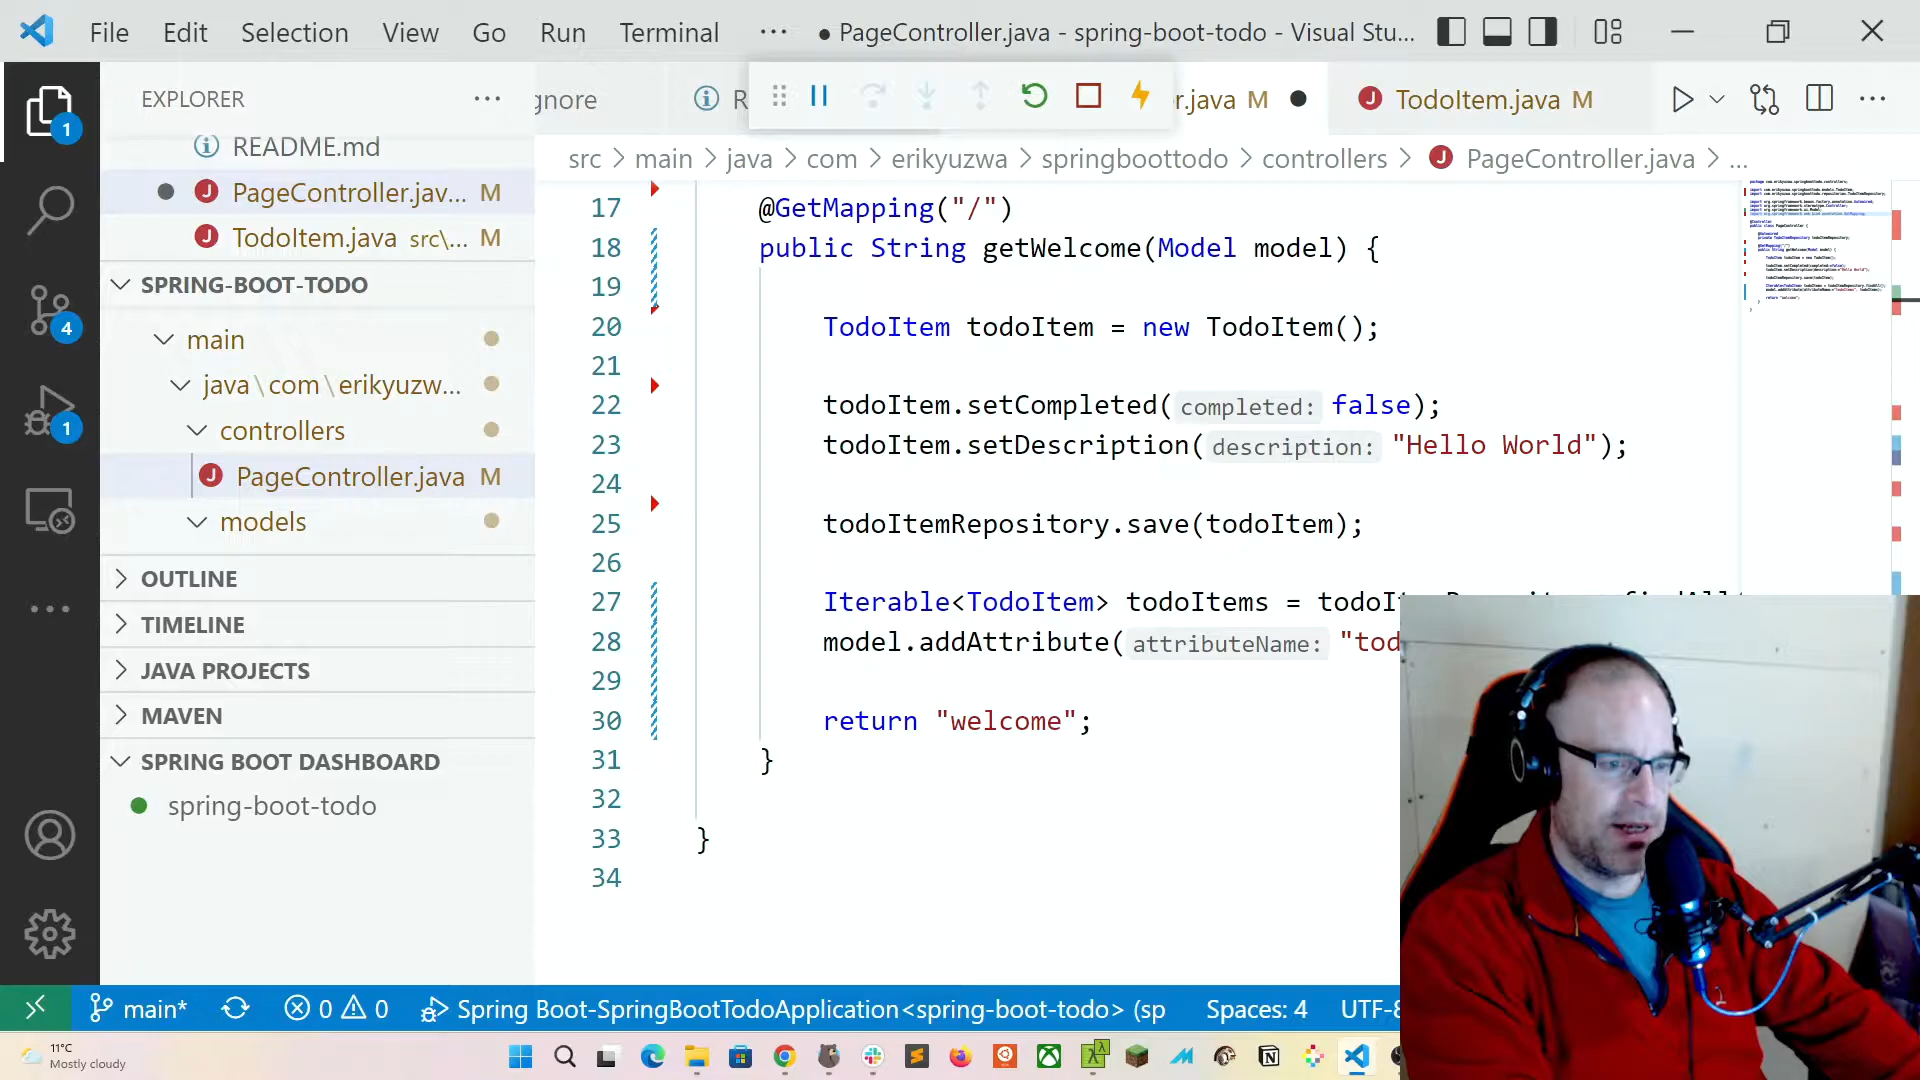 File Edit Selection View Go Run Terminal ··· ● PageController.java - spring-boot-todo - Visual Stu...
EXPLORER ···
README.md
PageController.jav... M
TodoItem.java src\... M
SPRING-BOOT-TODO
main
java\com\erikyuzw...
controllers
PageController.java M
models
OUTLINE
TIMELINE
JAVA PROJECTS
MAVEN
SPRING BOOT DASHBOARD
spring-boot-todo
1
4
1
gnore R r.java M TodoItem.java M
src > main > java > com > erikyuzwa > springboottodo > controllers > PageController.java > ...
17 @GetMapping("/")
18 public String getWelcome(Model model) {
19
20 TodoItem todoItem = new TodoItem();
21
22 todoItem.setCompleted(completed: false);
23 todoItem.setDescription(description: "Hello World");
24
25 todoItemRepository.save(todoItem);
26
27 Iterable<TodoItem> todoItems =
28 model.addAttribute(attributeName: "tod
29
30 return "welcome";
31 }
32
33 }
34
main* 0 0 Spring Boot-SpringBootTodoApplication<spring-boot-todo> (sp Spaces: 4 UTF-8
11°C
Mostly cloudy